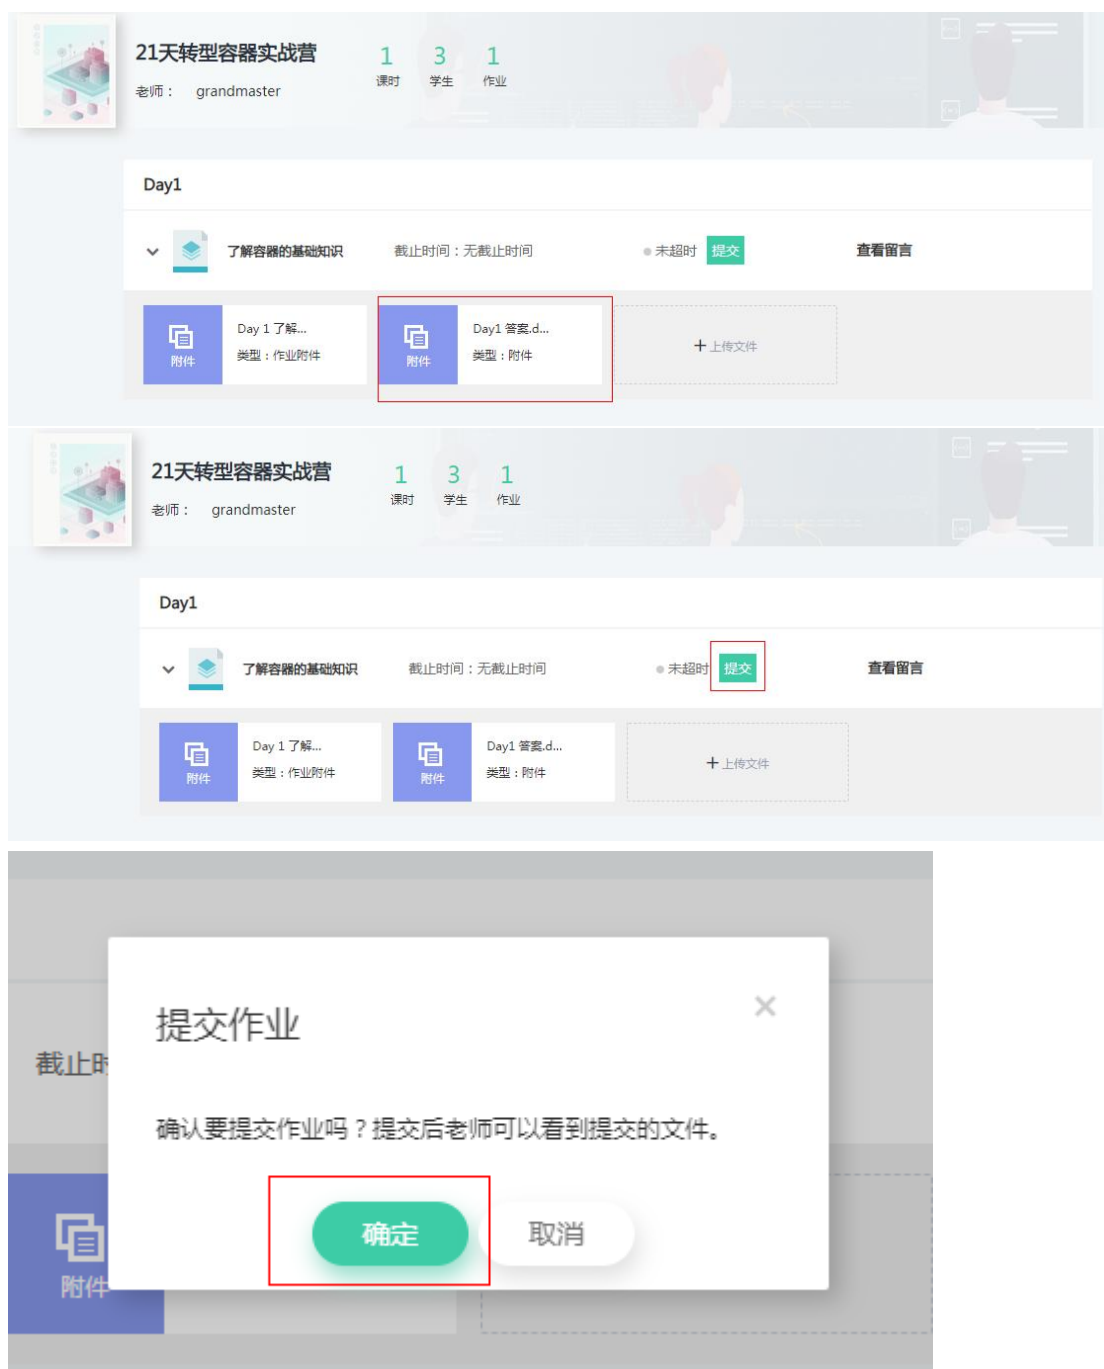 21天转型容器实战营
1 3 1
课时 学生 作业
老师： grandmaster
Day1
了解容器的基础知识 截止时间：无截止时间 未超时 提交 查看留言
Day 1 了解... Day1 答案.d...
附件 类型：作业附件 附件 类型：附件 +上传文件
21天转型容器实战营
1 3 1
课时 学生 作业
老师： grandmaster
Day1
了解容器的基础知识 截止时间：无截止时间 未超时 提交 查看留言
Day 1 了解... Day1 答案.d...
附件 类型：作业附件 附件 类型：附件 +上传文件
提交作业 ×
截止时
确认要提交作业吗？提交后老师可以看到提交的文件。
确定 取消
附件